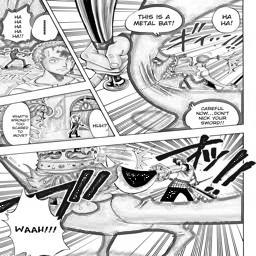 HA
HA!
THIS IS A
METAL BAT!
HA
HA
HA
HA!!
CAREFUL
NOW...DON'T
NICK YOUR
SWORD!!
HUH?
WHAT'S
WRONG?
YOU
SCARED
TO
MOVE?
WAAH!!!